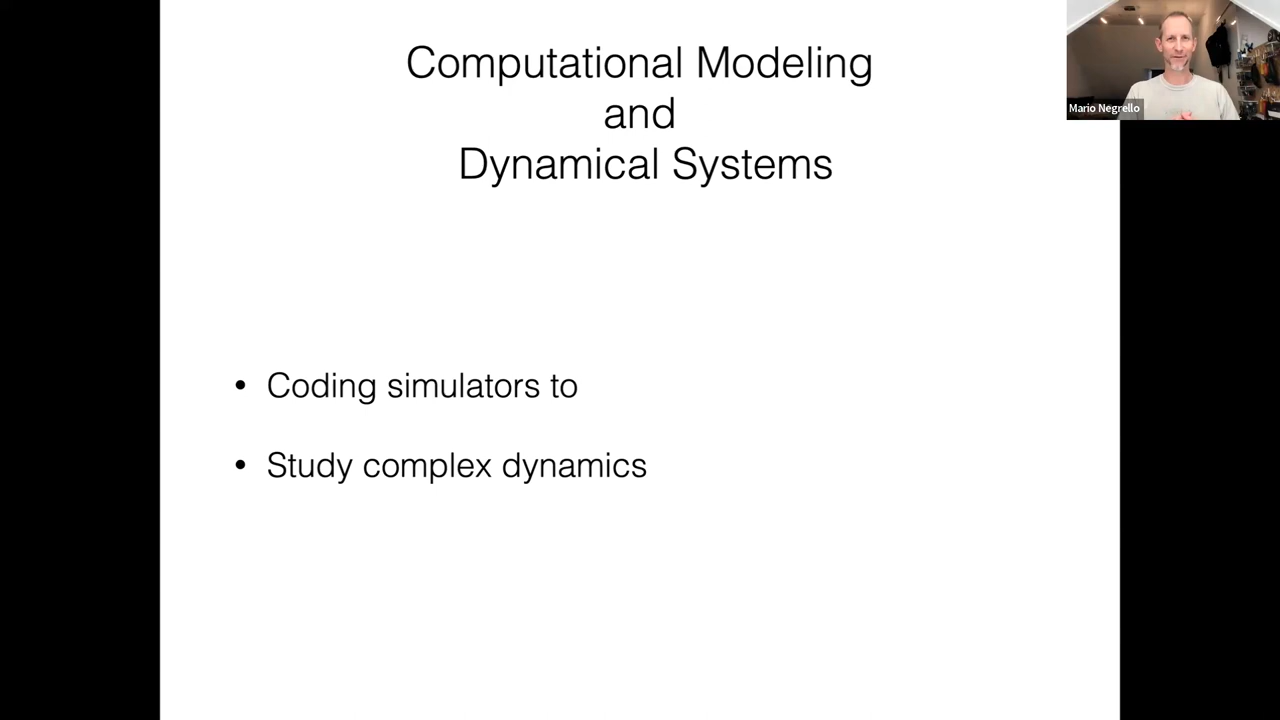 Computational Modeling
and
Dynamical Systems
Mario Negrello
• Coding simulators to
• Study complex dynamics